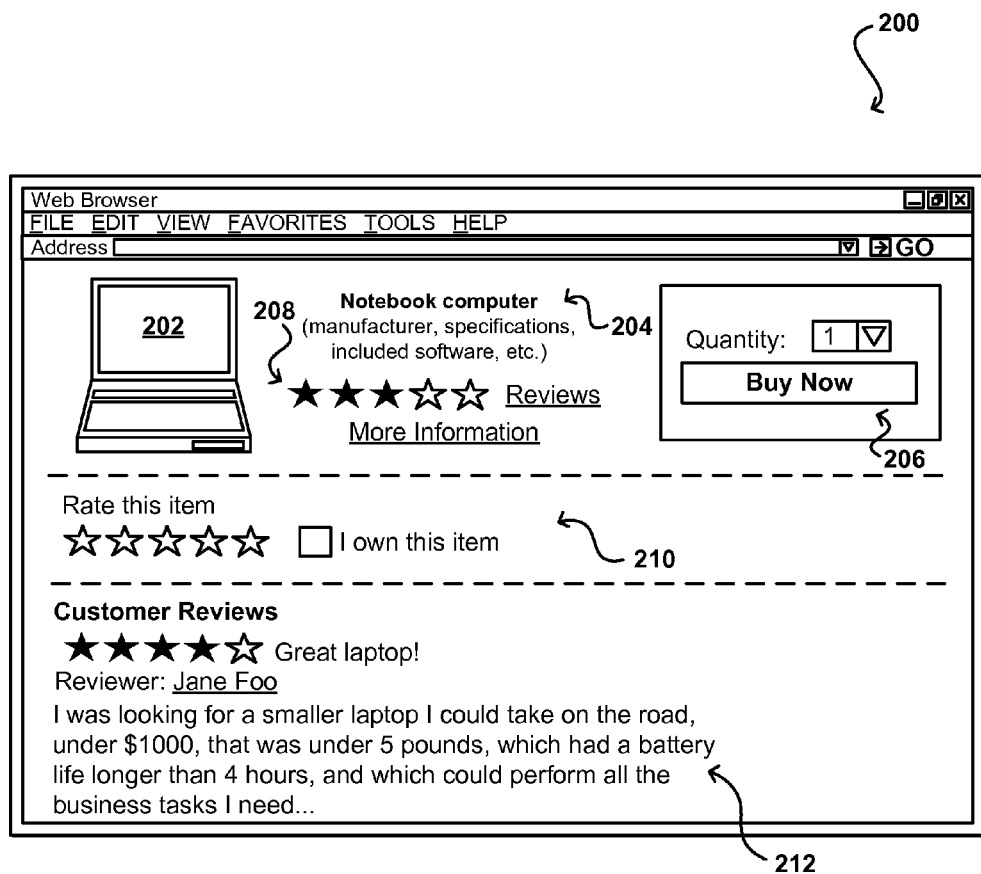 200
Web Browser
FILE EDIT VIEW FAVORITES TOOLS HELP
Address GO
202
208
Notebook computer
(manufacturer, specifications,
included software, etc.)
204
Reviews
More Information
Quantity: 1
Buy Now
206
Rate this item
I own this item
210
Customer Reviews
Great laptop!
Reviewer: Jane Foo
I was looking for a smaller laptop I could take on the road,
under $1000, that was under 5 pounds, which had a battery
life longer than 4 hours, and which could perform all the
business tasks I need...
212